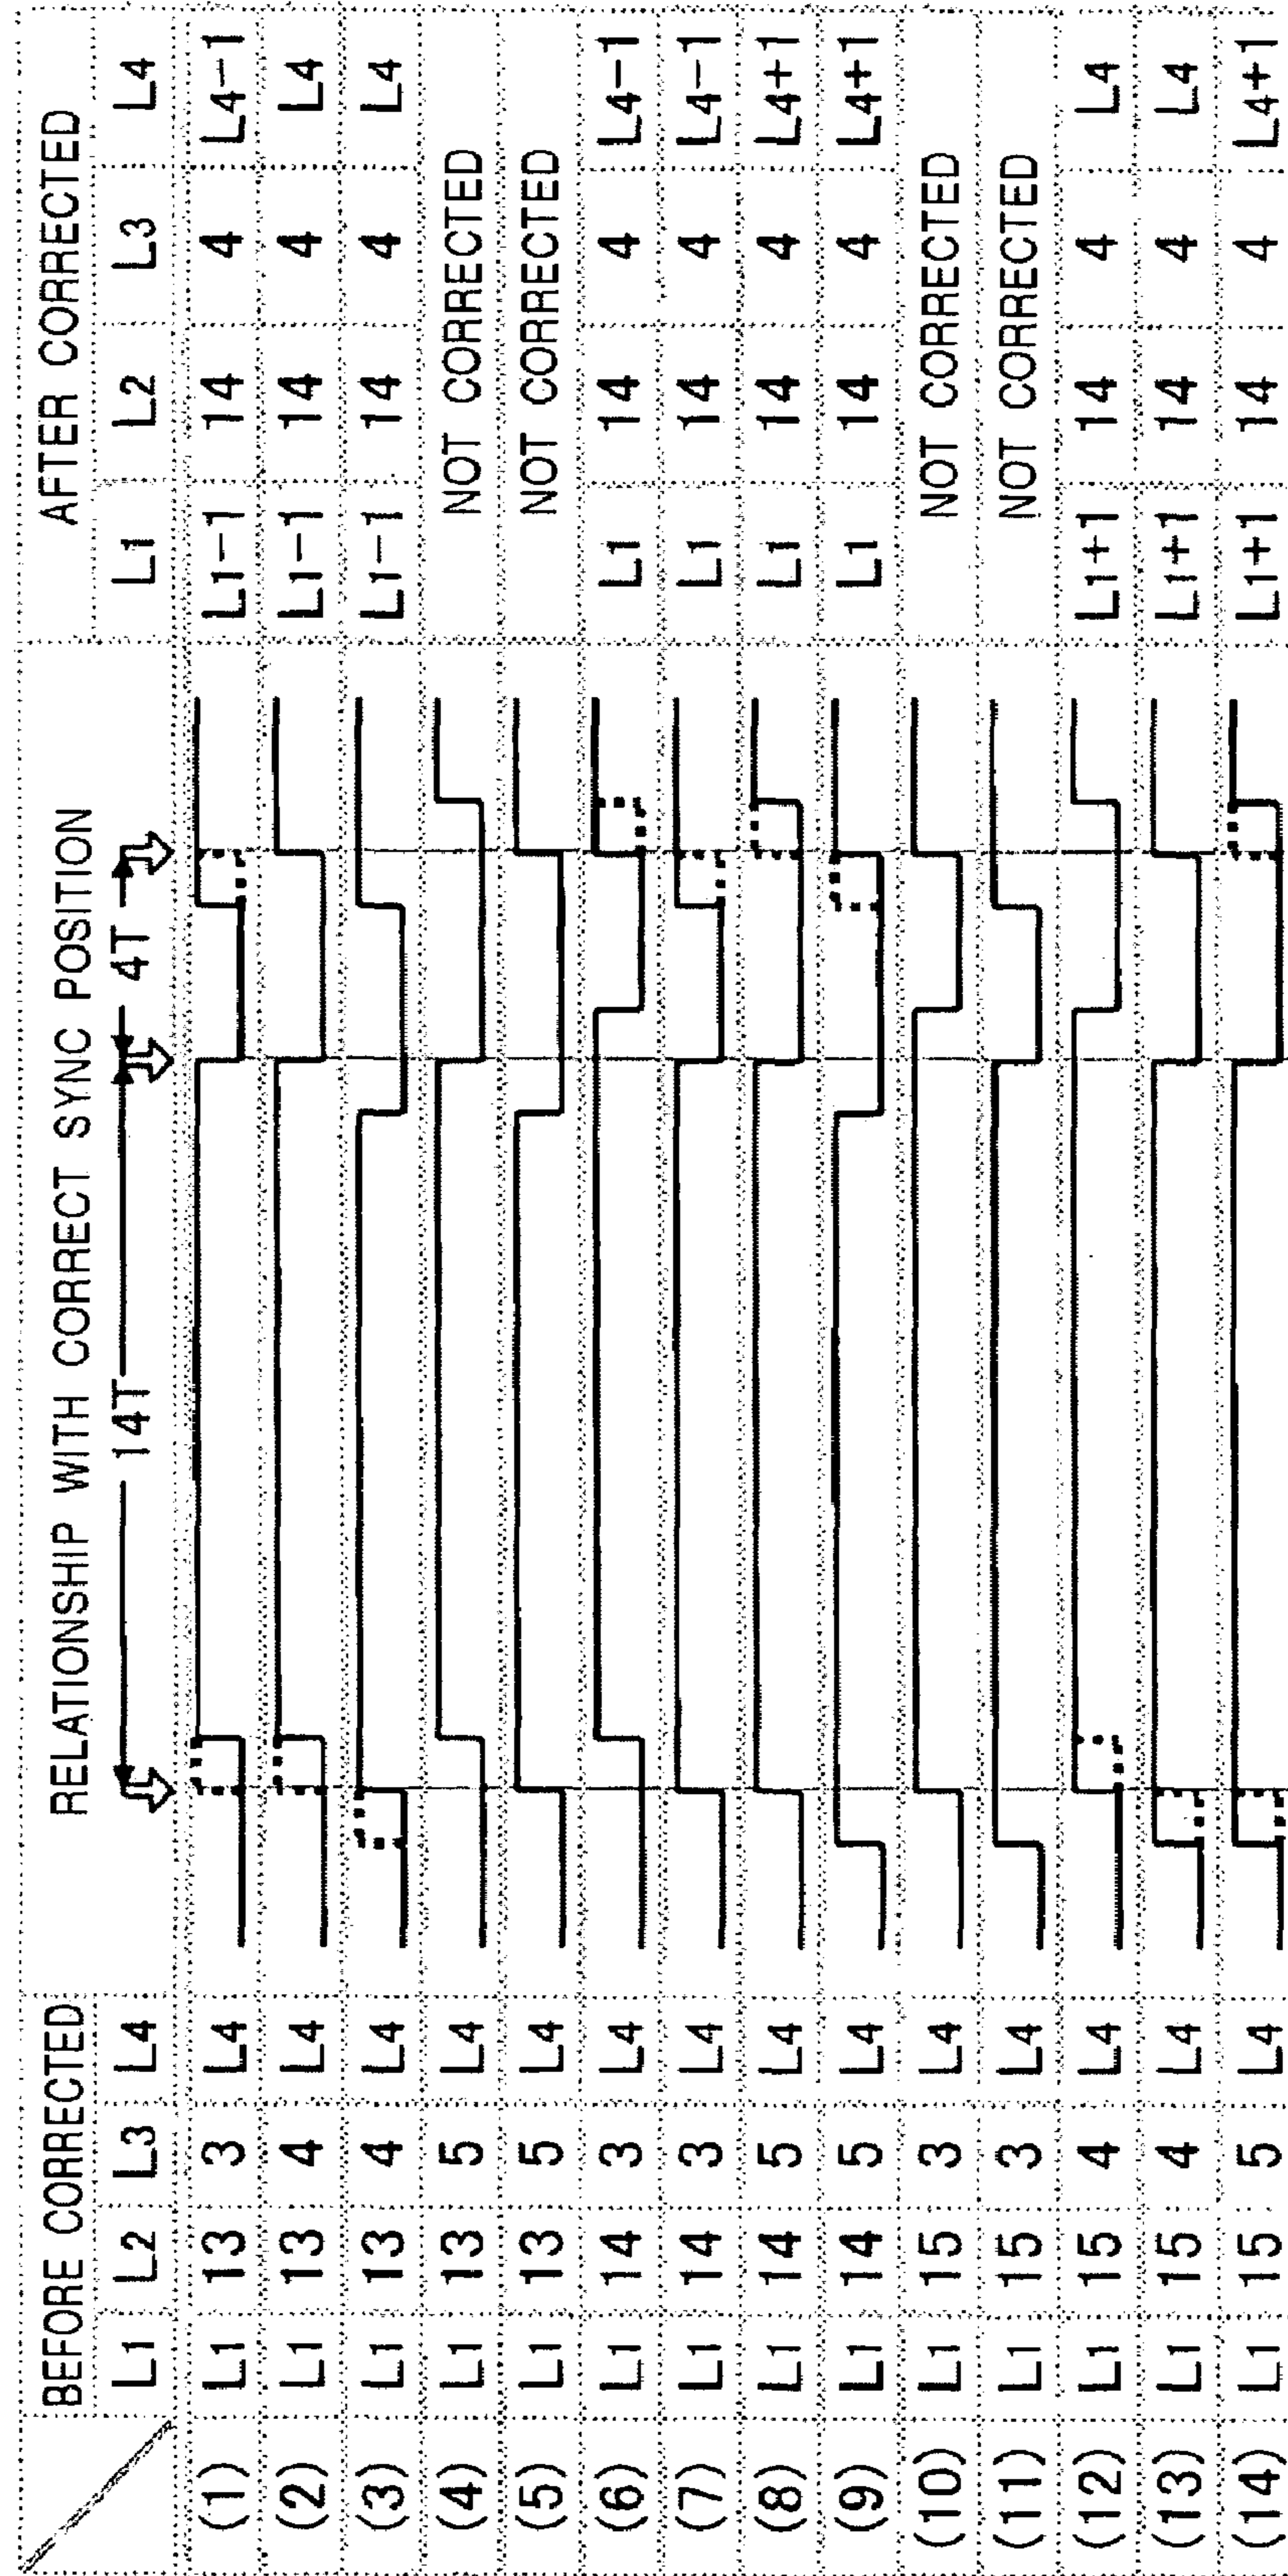 BEFORE CORRECTED RELATIONSHIP WITH CORRECT SYNC POSITION AFTER CORRECTED
L1 L2 L3 L4 14T 4T L1 L2 L3 L4
(1) L1 13 3 L4 L1-1 14 4 L4-1
(2) L1 13 4 L4 L1-1 14 4 L4
(3) L1 13 4 L4 L1-1 14 4 L4
(4) L1 13 5 L4 NOT CORRECTED
(5) L1 13 5 L4 NOT CORRECTED
(6) L1 14 3 L4 L1 14 4 L4-1
(7) L1 14 3 L4 L1 14 4 L4-1
(8) L1 14 5 L4 L1 14 4 L4+1
(9) L1 14 5 L4 L1 14 4 L4+1
(10) L1 15 3 L4 NOT CORRECTED
(11) L1 15 3 L4 NOT CORRECTED
(12) L1 15 4 L4 L1+1 14 4 L4
(13) L1 15 4 L4 L1+1 14 4 L4
(14) L1 15 5 L4 L1+1 14 4 L4+1